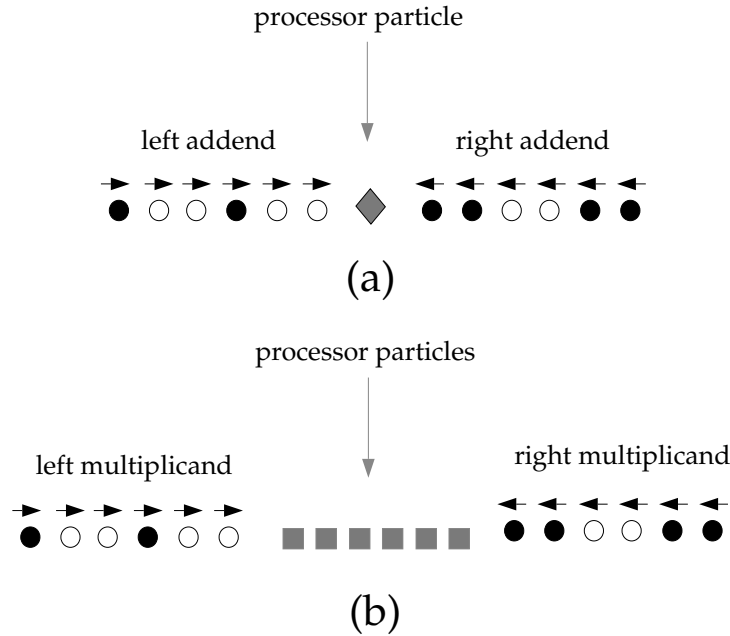 processor particle
left addend
right addend
(a)
processor particles
left multiplicand
right multiplicand
(b)